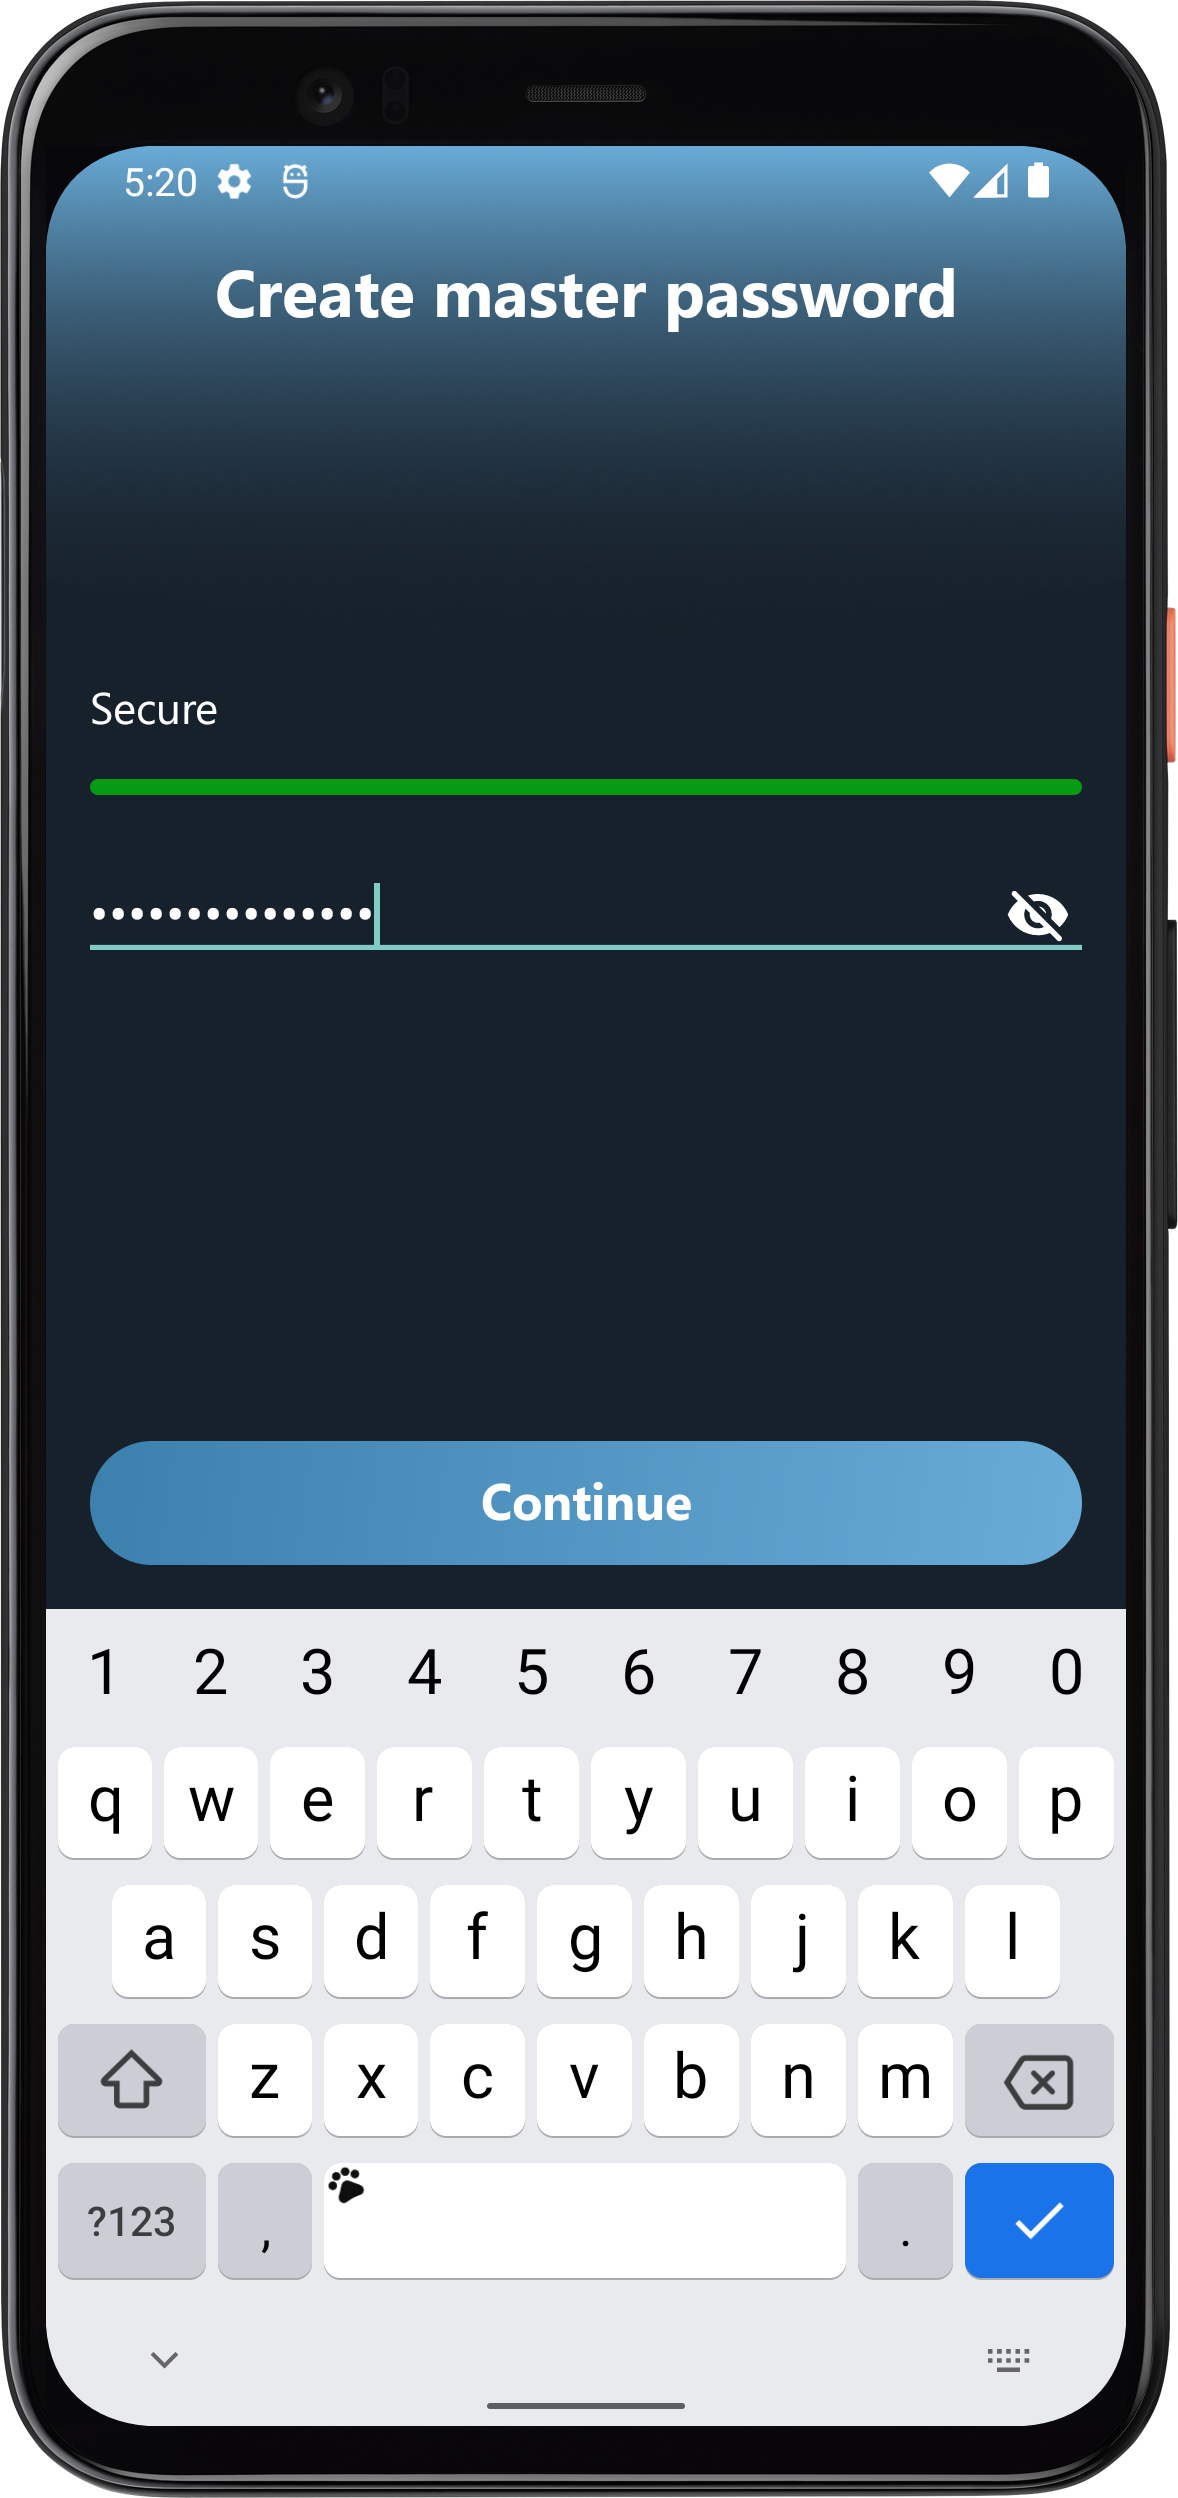 5:20
Create master password
Secure
•••••••••••••••
Continue
1 2 3 4 5 6 7 8 9 0
q w e r t y u i o p
a s d f g h j k l
z x c v b n m
?123 , .